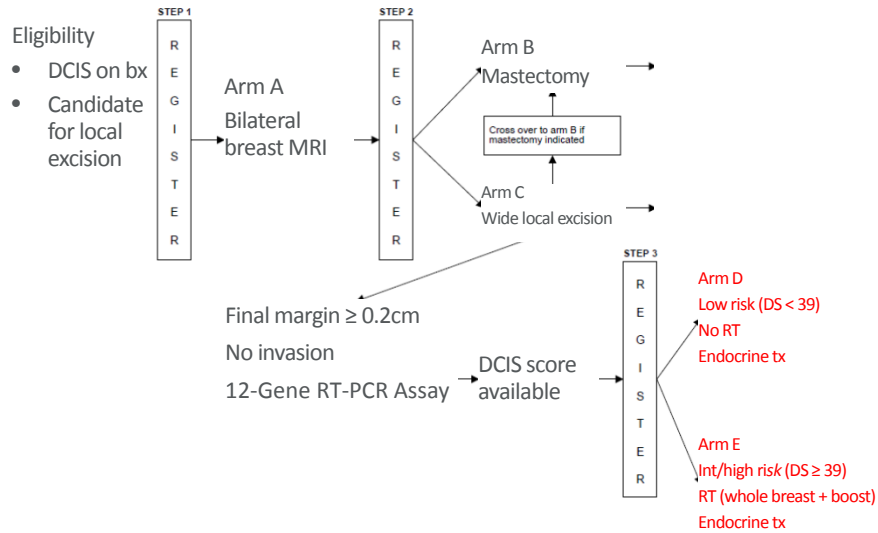 STEP 1
R
E
G
I
S
T
E
R
Eligibility
• DCIS on bx
• Candidate
for local
excision
Arm A
Bilateral
breast MRI
STEP 2
R
E
G
I
S
T
E
R
Arm B
Mastectomy
Cross over to arm B if
mastectomy indicated
Arm C
Wide local excision
Final margin ≥ 0.2cm
No invasion
12-Gene RT-PCR Assay
DCIS score
available
STEP 3
R
E
G
I
S
T
E
R
Arm D
Low risk (DS < 39)
No RT
Endocrine tx
Arm E
Int/high risk (DS ≥ 39)
RT (whole breast + boost)
Endocrine tx